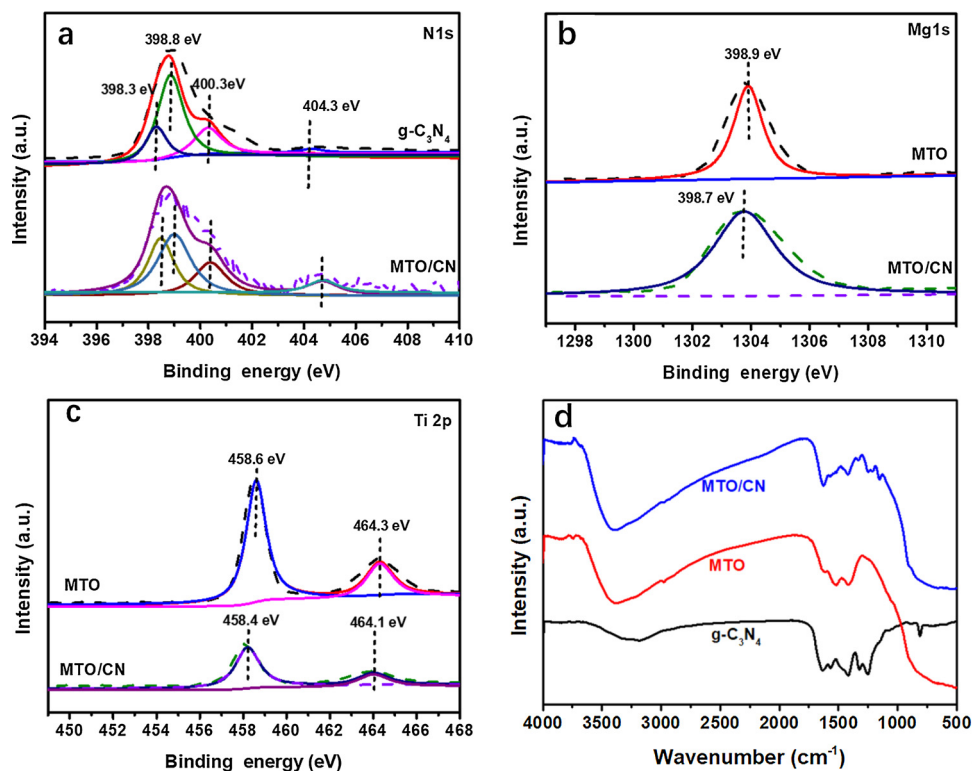 a
N1s
398.8 eV
398.3 eV
400.3eV
404.3 eV
g-C₃N₄
MTO/CN
Intensity (a.u.)
394 396 398 400 402 404 406 408 410
Binding energy (eV)
b
Mg1s
398.9 eV
MTO
398.7 eV
MTO/CN
Intensity (a.u.)
1298 1300 1302 1304 1306 1308 1310
Binding energy (eV)
c
Ti 2p
458.6 eV
464.3 eV
MTO
458.4 eV
464.1 eV
MTO/CN
Intensity (a.u.)
450 452 454 456 458 460 462 464 466 468
Binding energy (eV)
d
MTO/CN
MTO
g-C₃N₄
Intensity (a.u.)
4000 3500 3000 2500 2000 1500 1000 500
Wavenumber (cm⁻¹)